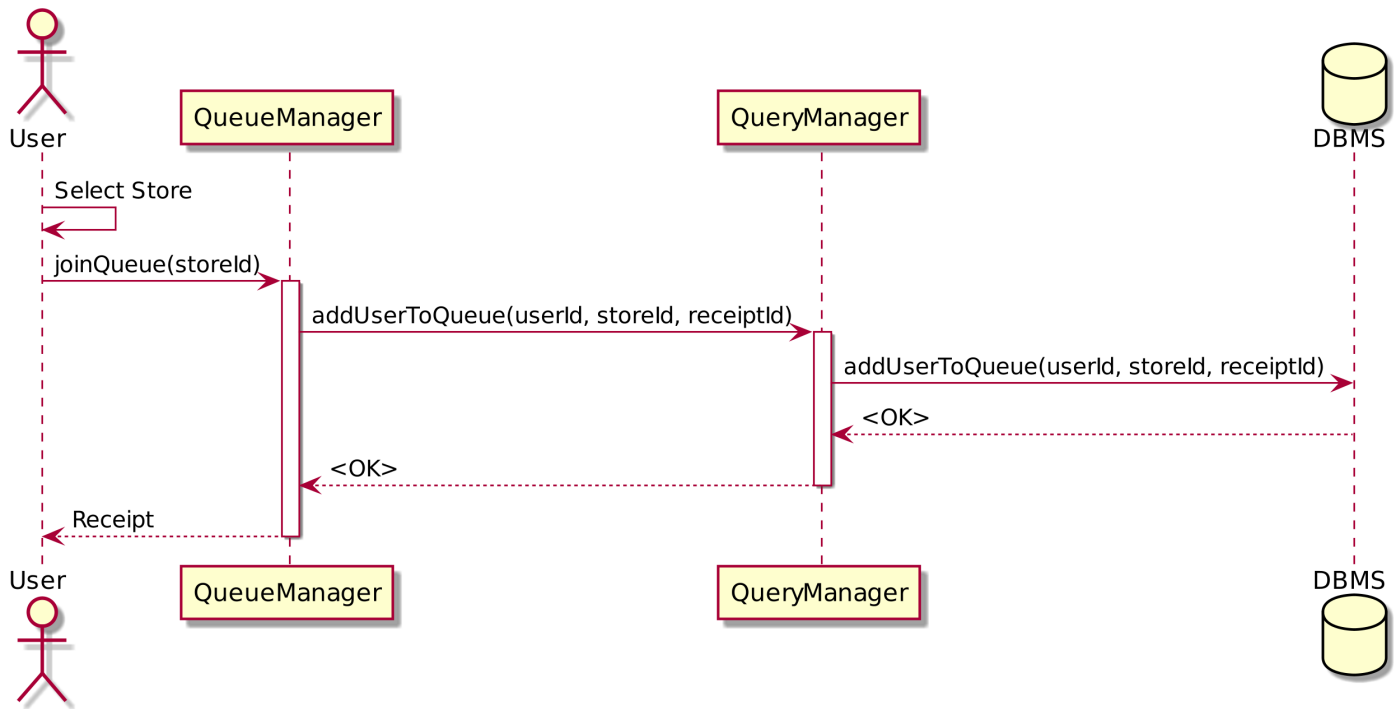 User
QueueManager
QueryManager
DBMS
Select Store
joinQueue(storeId)
addUserToQueue(userId, storeId, receiptId)
addUserToQueue(userId, storeId, receiptId)
<OK>
<OK>
Receipt
User
QueueManager
QueryManager
DBMS